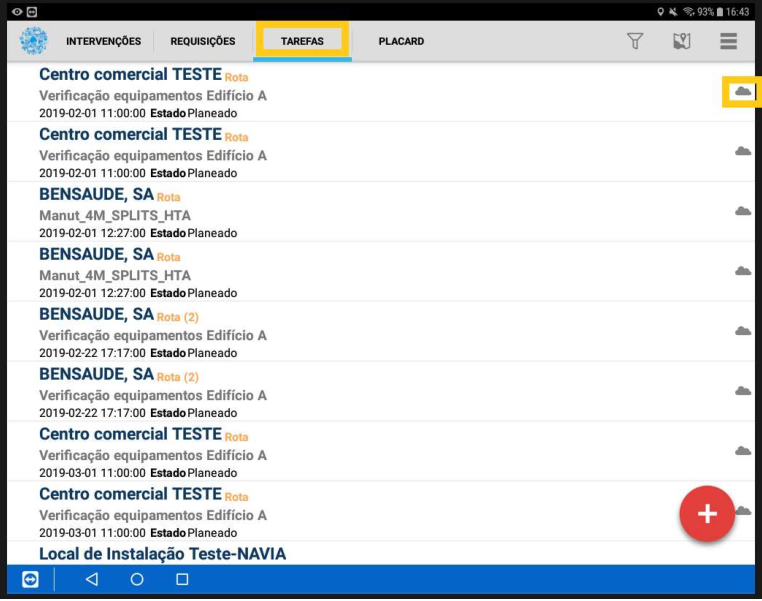 93% 16:43
INTERVENÇÕES REQUISIÇÕES TAREFAS PLACARD
Centro comercial TESTE Rota
Verificação equipamentos Edifício A
2019-02-01 11:00:00 Estado Planeado
Centro comercial TESTE Rota
Verificação equipamentos Edifício A
2019-02-01 11:00:00 Estado Planeado
BENSAUDE, SA Rota
Manut_4M_SPLITS_HTA
2019-02-01 12:27:00 Estado Planeado
BENSAUDE, SA Rota
Manut_4M_SPLITS_HTA
2019-02-01 12:27:00 Estado Planeado
BENSAUDE, SA Rota (2)
Verificação equipamentos Edifício A
2019-02-22 17:17:00 Estado Planeado
BENSAUDE, SA Rota (2)
Verificação equipamentos Edifício A
2019-02-22 17:17:00 Estado Planeado
Centro comercial TESTE Rota
Verificação equipamentos Edifício A
2019-03-01 11:00:00 Estado Planeado
Centro comercial TESTE Rota
Verificação equipamentos Edifício A
2019-03-01 11:00:00 Estado Planeado
Local de Instalação Teste-NAVIA